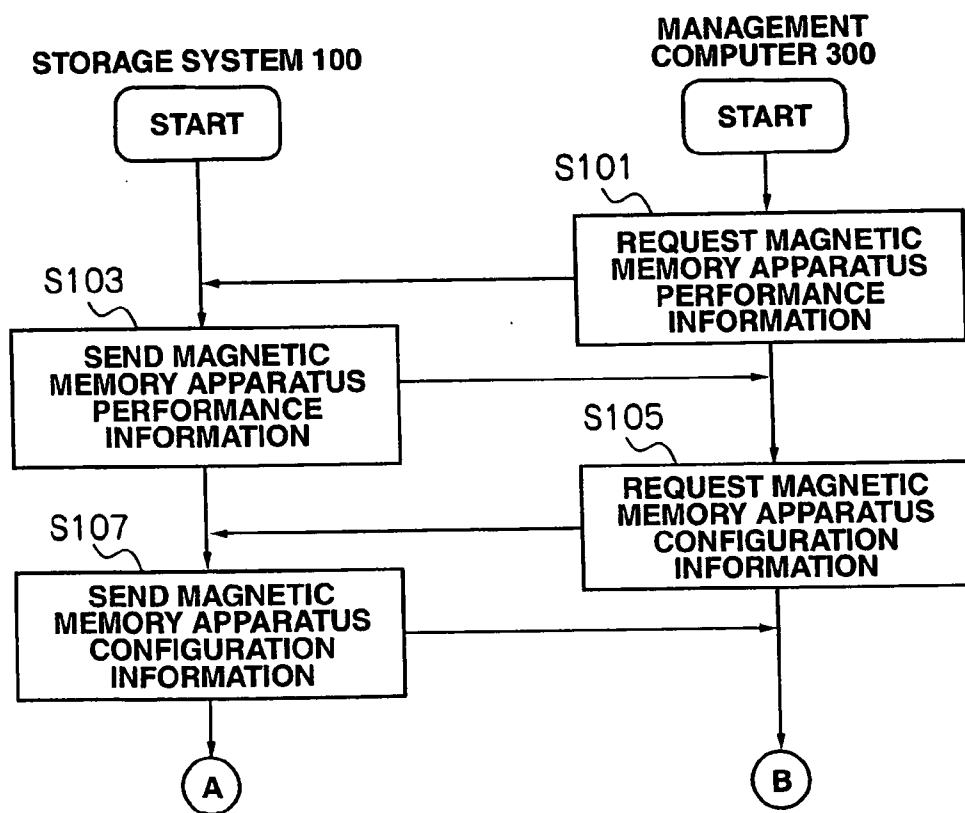 STORAGE SYSTEM 100
MANAGEMENT
COMPUTER 300
START
START
S101
REQUEST MAGNETIC
MEMORY APPARATUS
PERFORMANCE
INFORMATION
S103
SEND MAGNETIC
MEMORY APPARATUS
PERFORMANCE
INFORMATION
S105
REQUEST MAGNETIC
MEMORY APPARATUS
CONFIGURATION
INFORMATION
S107
SEND MAGNETIC
MEMORY APPARATUS
CONFIGURATION
INFORMATION
A
B